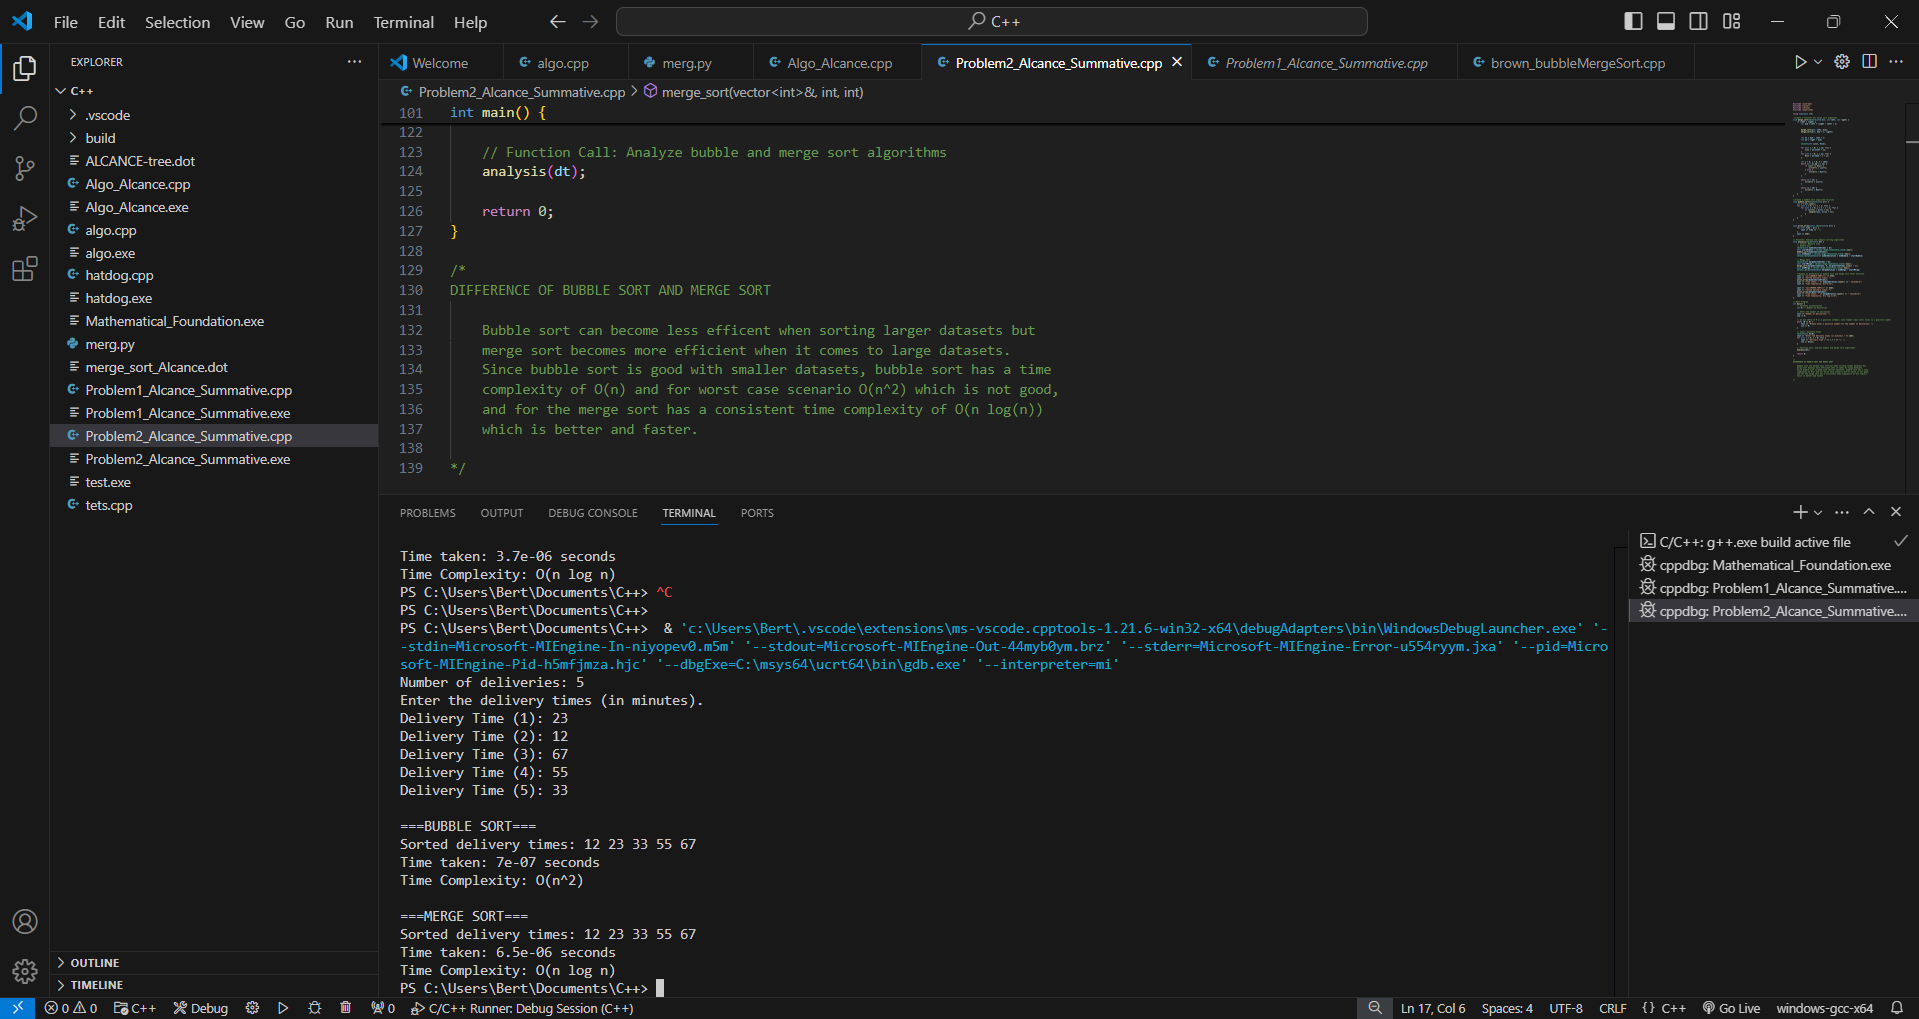 File Edit Selection View Go Run Terminal Help
C++
EXPLORER
C++
.vscode
build
ALCANCE-tree.dot
Algo_Alcance.cpp
Algo_Alcance.exe
algo.cpp
algo.exe
hatdog.cpp
hatdog.exe
Mathematical_Foundation.exe
merg.py
merge_sort_Alcance.dot
Problem1_Alcance_Summative.cpp
Problem1_Alcance_Summative.exe
Problem2_Alcance_Summative.cpp
Problem2_Alcance_Summative.exe
test.exe
tets.cpp
OUTLINE
TIMELINE
Welcome algo.cpp merg.py Algo_Alcance.cpp Problem2_Alcance_Summative.cpp Problem1_Alcance_Summative.cpp brown_bubbleMergeSort.cpp
Problem2_Alcance_Summative.cpp > merge_sort(vector<int>&, int, int)
101 int main() {
122
123 // Function Call: Analyze bubble and merge sort algorithms
124 analysis(dt);
125
126 return 0;
127 }
128
129 /*
130 DIFFERENCE OF BUBBLE SORT AND MERGE SORT
131
132 Bubble sort can become less efficent when sorting larger datasets but
133 merge sort becomes more efficient when it comes to large datasets.
134 Since bubble sort is good with smaller datasets, bubble sort has a time
135 complexity of O(n) and for worst case scenario O(n^2) which is not good,
136 and for the merge sort has a consistent time complexity of O(n log(n))
137 which is better and faster.
138
139 */
PROBLEMS OUTPUT DEBUG CONSOLE TERMINAL PORTS
Time taken: 3.7e-06 seconds
Time Complexity: O(n log n)
PS C:\Users\Bert\Documents\C++> ^C
PS C:\Users\Bert\Documents\C++>
PS C:\Users\Bert\Documents\C++>  & 'c:\Users\Bert\.vscode\extensions\ms-vscode.cpptools-1.21.6-win32-x64\debugAdapters\bin\WindowsDebugLauncher.exe' '-
-stdin=Microsoft-MIEngine-In-niyopev0.m5m' '--stdout=Microsoft-MIEngine-Out-44myb0ym.brz' '--stderr=Microsoft-MIEngine-Error-u554ryym.jxa' '--pid=Micro
soft-MIEngine-Pid-h5mfjmza.hjc' '--dbgExe=C:\msys64\ucrt64\bin\gdb.exe' '--interpreter=mi'
Number of deliveries: 5
Enter the delivery times (in minutes).
Delivery Time (1): 23
Delivery Time (2): 12
Delivery Time (3): 67
Delivery Time (4): 55
Delivery Time (5): 33
===BUBBLE SORT===
Sorted delivery times: 12 23 33 55 67
Time taken: 7e-07 seconds
Time Complexity: O(n^2)
===MERGE SORT===
Sorted delivery times: 12 23 33 55 67
Time taken: 6.5e-06 seconds
Time Complexity: O(n log n)
PS C:\Users\Bert\Documents\C++>
C/C++: g++.exe build active file
cppdbg: Mathematical_Foundation.exe
cppdbg: Problem1_Alcance_Summative....
cppdbg: Problem2_Alcance_Summative....
0 0 C++ Debug 0 C/C++ Runner: Debug Session (C++) Ln 17, Col 6 Spaces: 4 UTF-8 CRLF {} C++ Go Live windows-gcc-x64